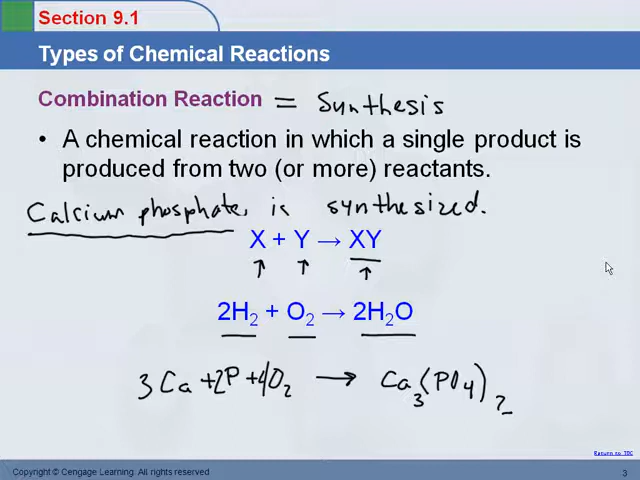 Section 9.1
Types of Chemical Reactions
Combination Reaction = Synthesis
• A chemical reaction in which a single product is
produced from two (or more) reactants.
Calcium phosphate is synthesized.
X + Y → XY
2H₂ + O₂ → 2H₂O
3Ca + 2P + 4O₂ → Ca₃(PO₄)₂
Return to TOC
Copyright © Cengage Learning. All rights reserved
3